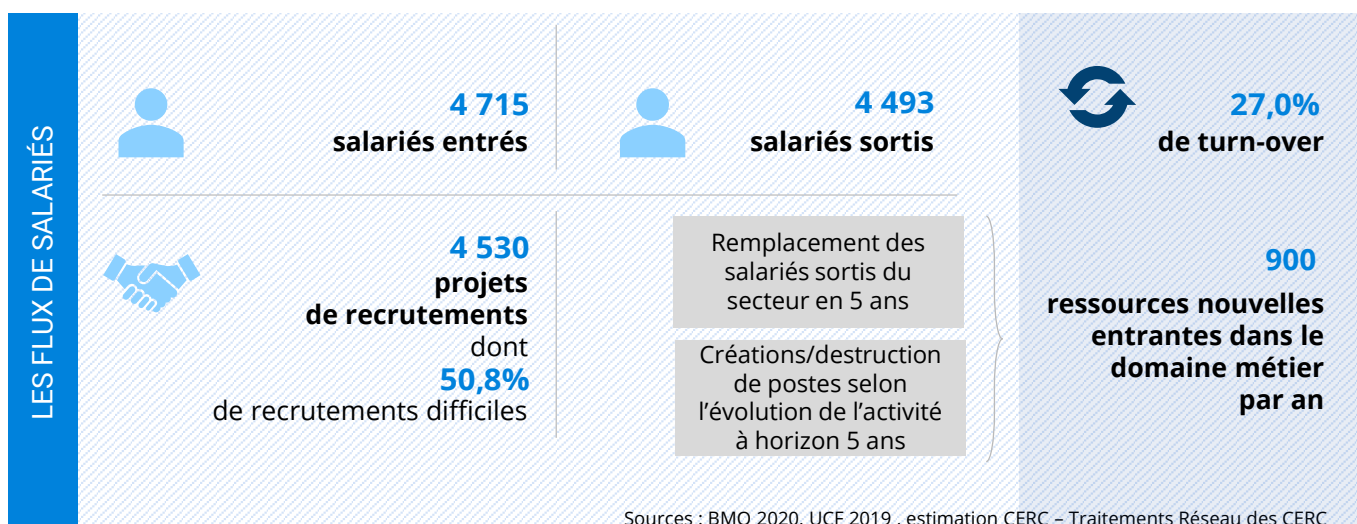 LES FLUX DE SALARIÉS
4 715
salariés entrés
4 493
salariés sortis
27,0%
de turn-over
4 530
projets
de recrutements
dont
50,8%
de recrutements difficiles
Remplacement des
salariés sortis du
secteur en 5 ans
Créations/destruction
de postes selon
l’évolution de l’activité
à horizon 5 ans
900
ressources nouvelles
entrantes dans le
domaine métier
par an
Sources : BMO 2020, UCF 2019 , estimation CERC – Traitements Réseau des CERC